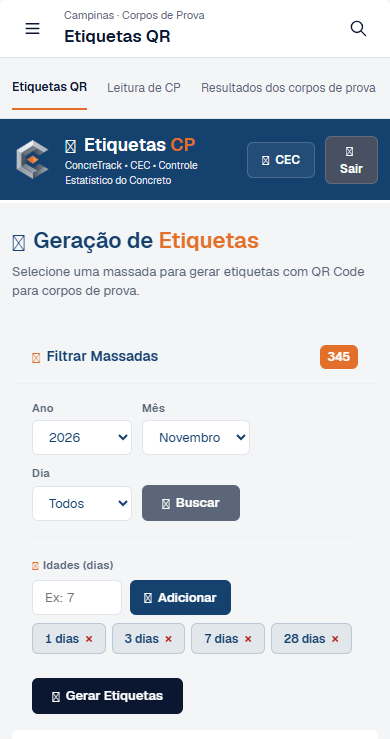 Campinas · Corpos de Prova
Etiquetas QR
Etiquetas QR Leitura de CP Resultados dos corpos de prova
Etiquetas CP
ConcreTrack • CEC • Controle
Estatístico do Concreto
CEC
Sair
Geração de Etiquetas
Selecione uma massada para gerar etiquetas com QR Code
para corpos de prova.
Filtrar Massadas 345
Ano Mês
2026 Novembro
Dia
Todos Buscar
Idades (dias)
Ex: 7 Adicionar
1 dias × 3 dias × 7 dias × 28 dias ×
Gerar Etiquetas